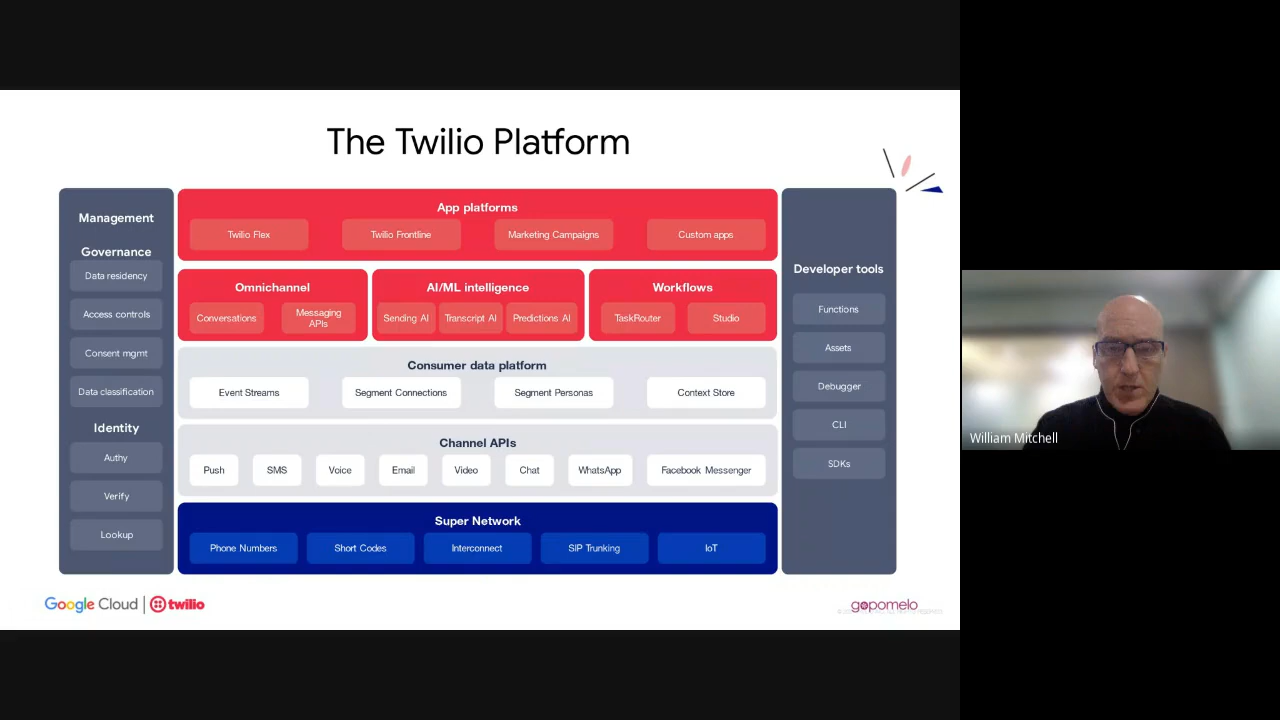 The Twilio Platform
Management
Governance
Data residency
Access controls
Consent mgmt
Data classification
Identity
Authy
Verify
Lookup
App platforms
Twilio Flex
Twilio Frontline
Marketing Campaigns
Custom apps
Omnichannel
Conversations
Messaging
APIs
AI/ML intelligence
Sending AI
Transcript AI
Predictions AI
Workflows
TaskRouter
Studio
Consumer data platform
Event Streams
Segment Connections
Segment Personas
Context Store
Channel APIs
Push
SMS
Voice
Email
Video
Chat
WhatsApp
Facebook Messenger
Super Network
Phone Numbers
Short Codes
Interconnect
SIP Trunking
IoT
Developer tools
Functions
Assets
Debugger
CLI
SDKs
Google Cloud | twilio
gopomelo
William Mitchell